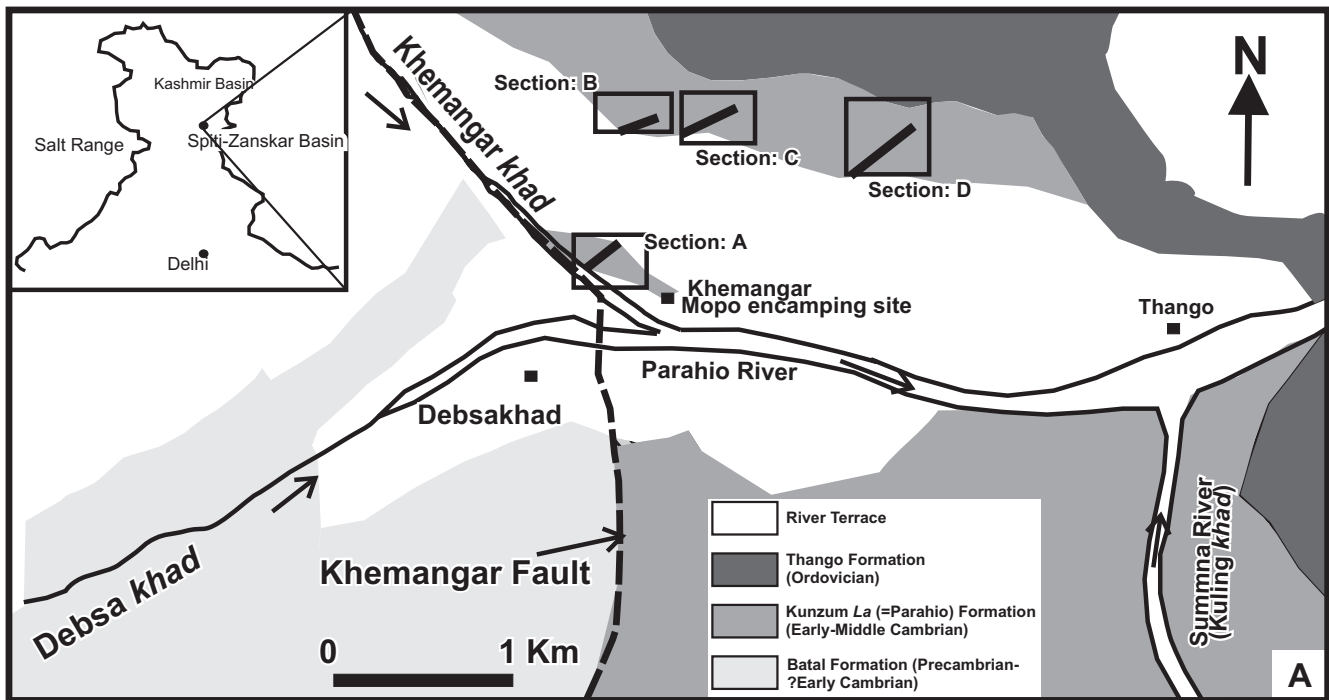 Kashmir Basin
Salt Range
Spiti-Zanskar Basin
Delhi
Khemangar khad
Section: B
Section: C
Section: D
N
Section: A
Khemangar
Mopo encamping site
Thango
Parahio River
Debsakhad
Debsa khad
Khemangar Fault
0 1 Km
River Terrace
Thango Formation
(Ordovician)
Kunzum La (=Parahio) Formation
(Early-Middle Cambrian)
Batal Formation (Precambrian-
?Early Cambrian)
Summna River
(Kuling khad)
A